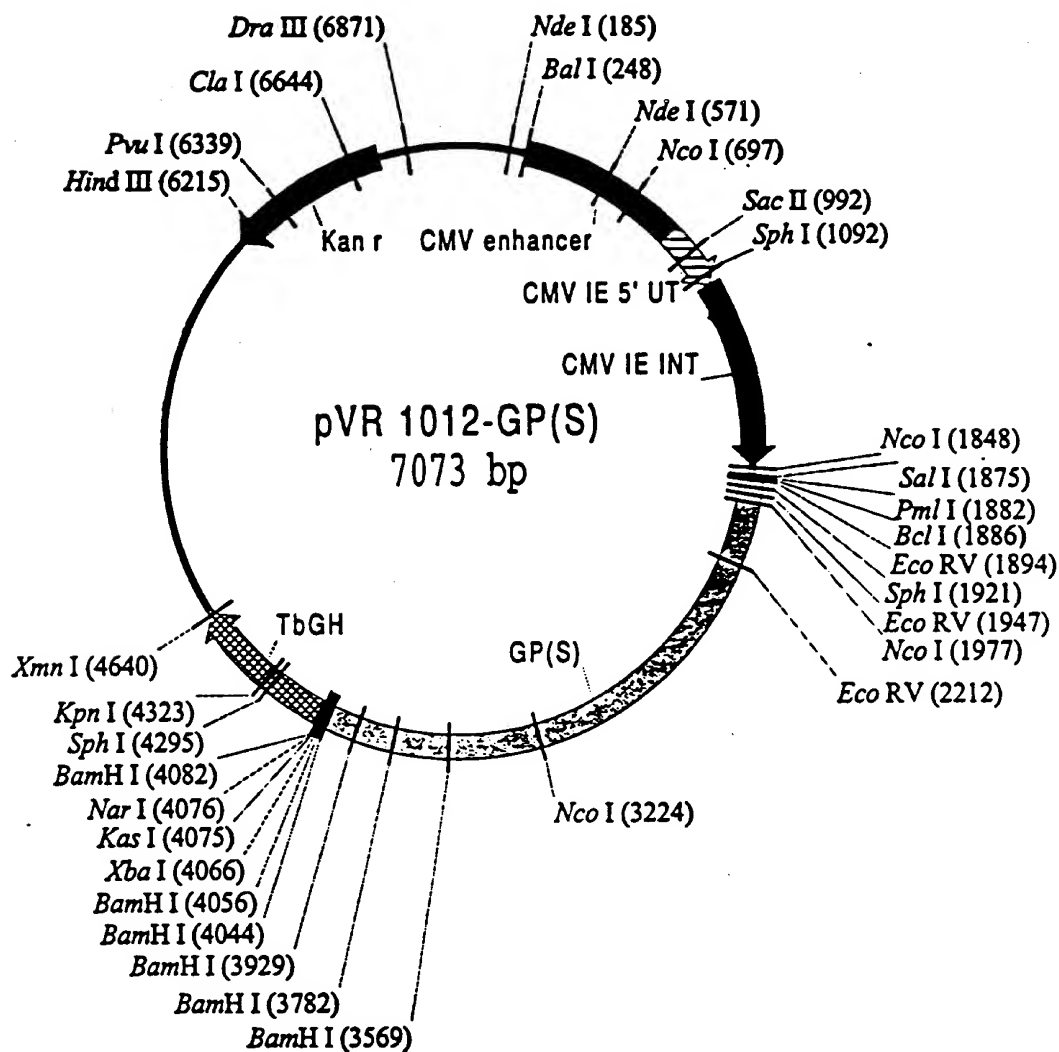 Dra III (6871)
Cla I (6644)
Pvu I (6339)
Hind III (6215)
Kan r
Nde I (185)
Bal I (248)
Nde I (571)
Nco I (697)
Sac II (992)
Sph I (1092)
CMV enhancer
CMV IE 5' UT
CMV IE INT
pVR 1012-GP(S)
7073 bp
Nco I (1848)
Sal I (1875)
Pml I (1882)
Bcl I (1886)
Eco RV (1894)
Sph I (1921)
Eco RV (1947)
Nco I (1977)
Eco RV (2212)
GP(S)
Nco I (3224)
TbGH
Xmn I (4640)
Kpn I (4323)
Sph I (4295)
BamH I (4082)
Nar I (4076)
Kas I (4075)
Xba I (4066)
BamH I (4056)
BamH I (4044)
BamH I (3929)
BamH I (3782)
BamH I (3569)